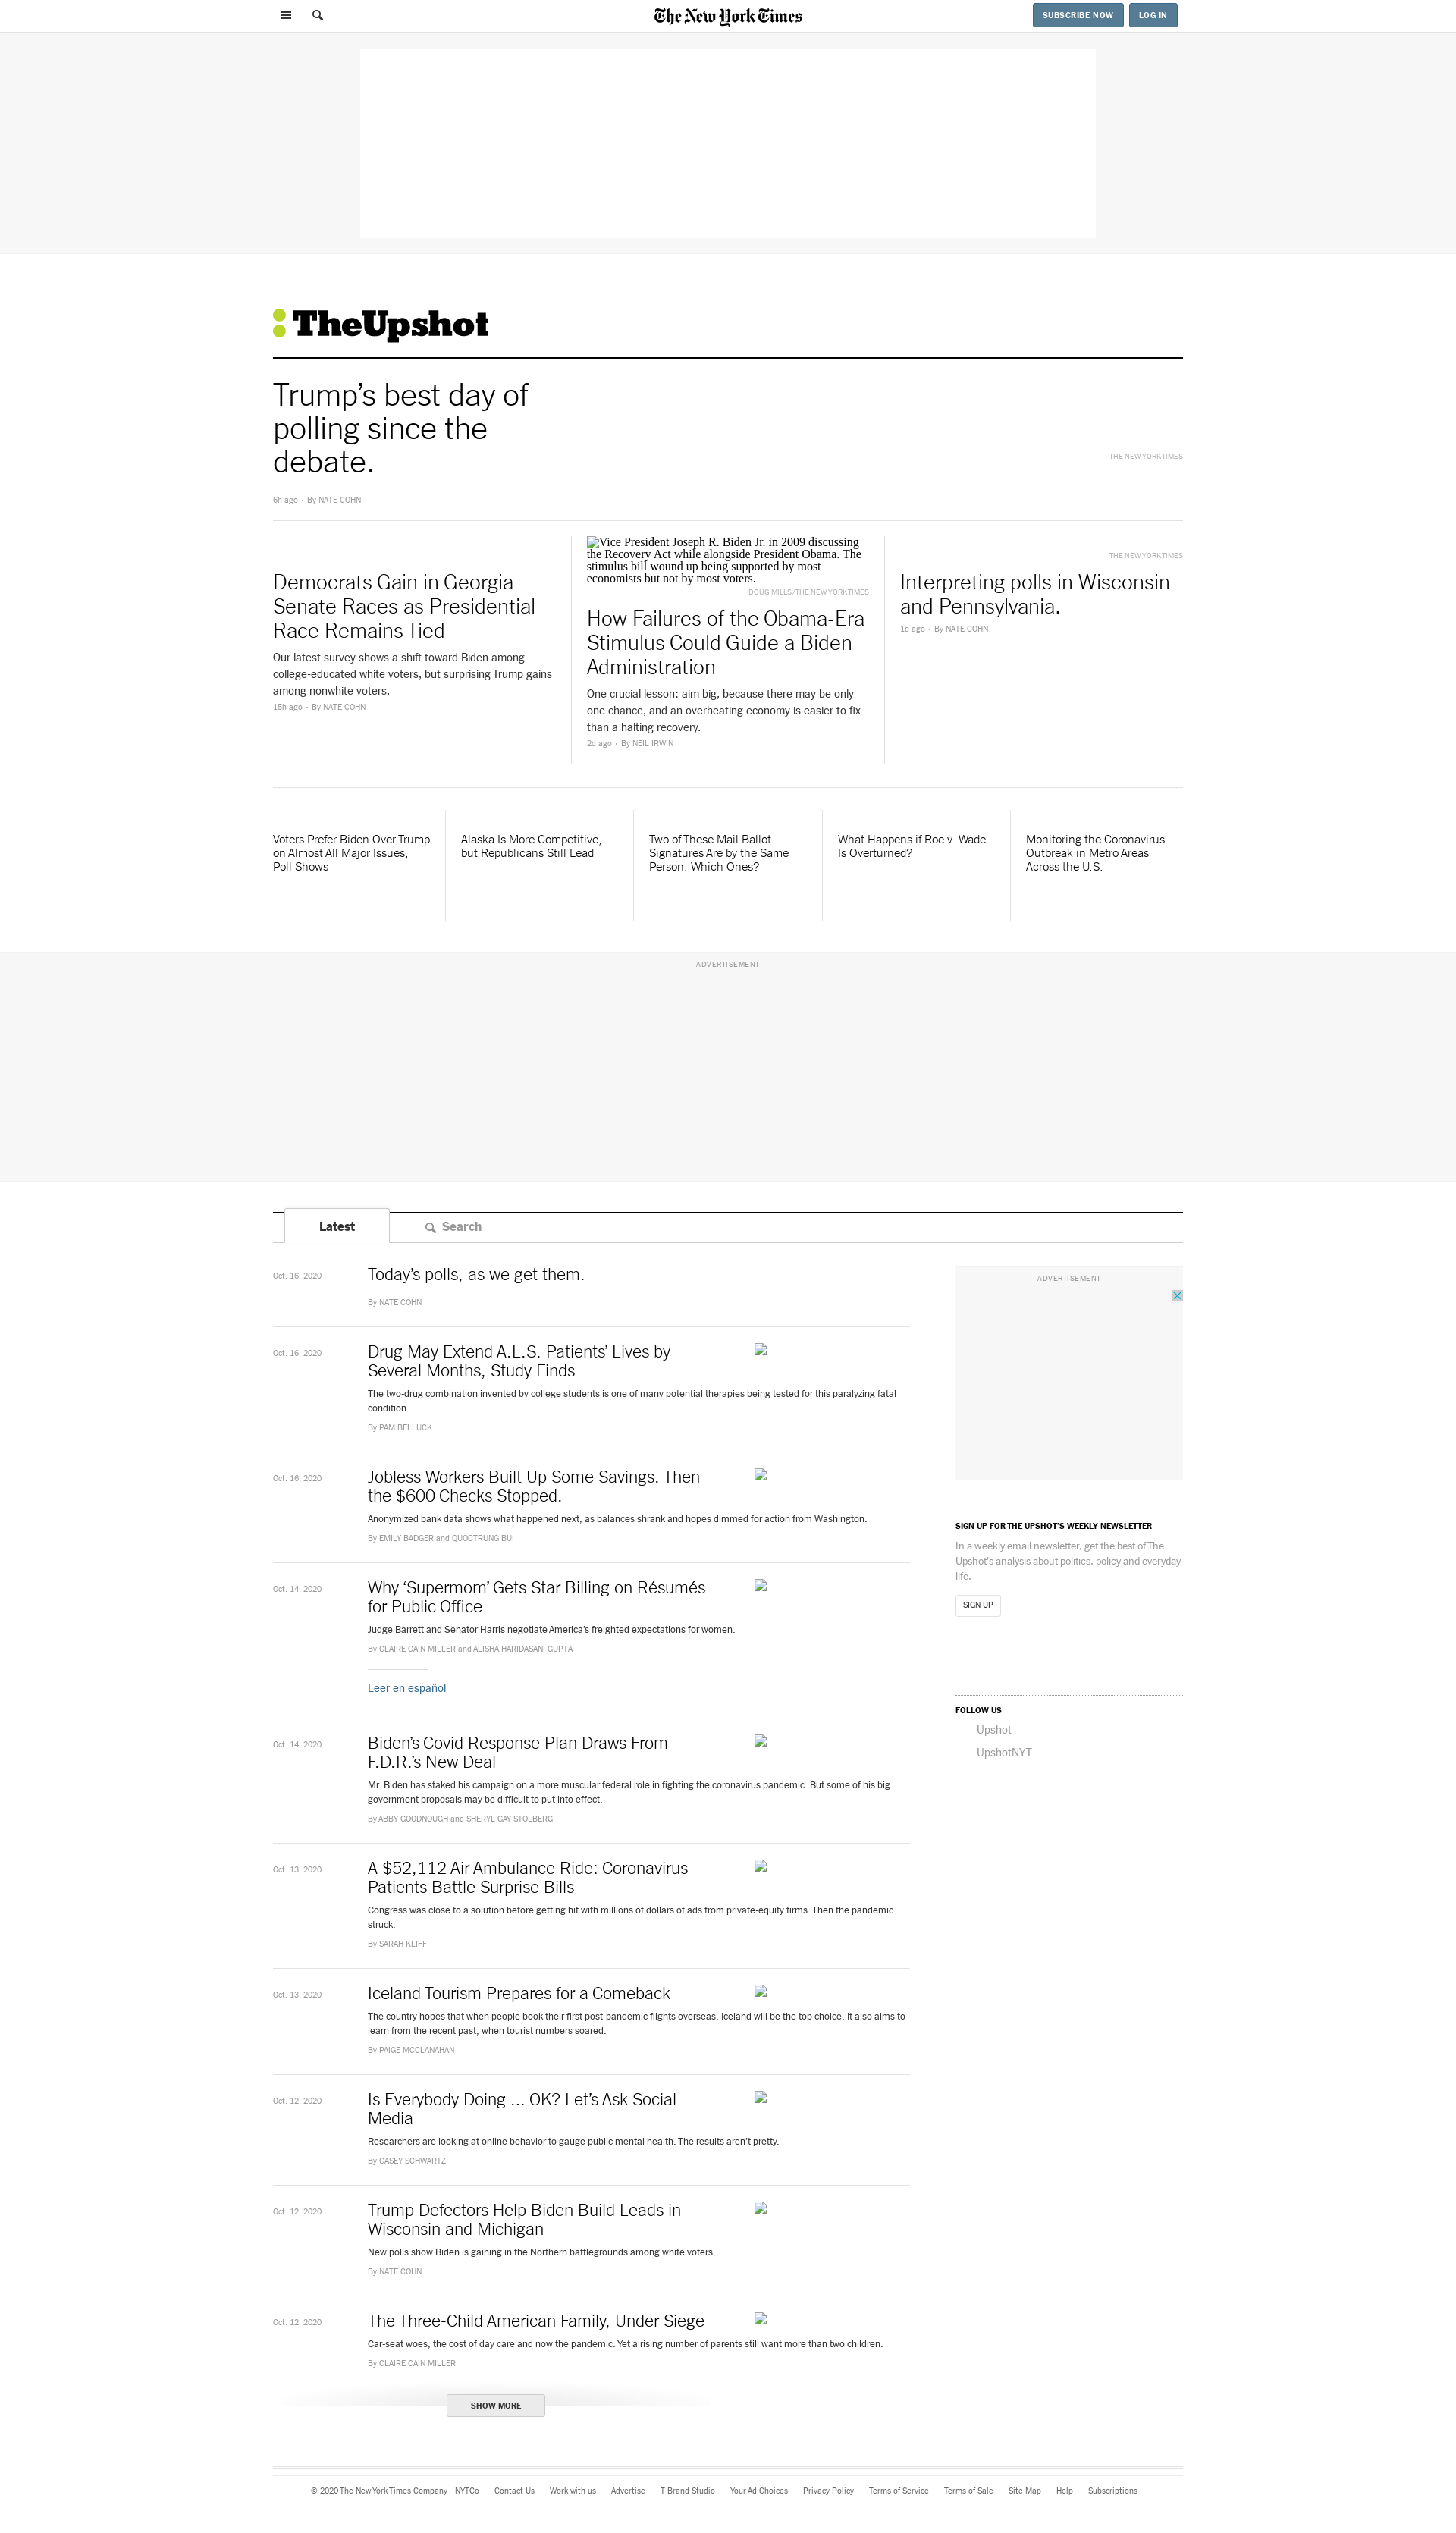 The New York Times
SUBSCRIBE NOW
LOG IN
TheUpshot
Trump’s best day of
polling since the
debate.
THE NEW YORK TIMES
6h ago • By NATE COHN
Democrats Gain in Georgia
Senate Races as Presidential
Race Remains Tied
Our latest survey shows a shift toward Biden among
college-educated white voters, but surprising Trump gains
among nonwhite voters.
15h ago • By NATE COHN
Vice President Joseph R. Biden Jr. in 2009 discussing
the Recovery Act while alongside President Obama. The
stimulus bill wound up being supported by most
economists but not by most voters.
DOUG MILLS/THE NEW YORK TIMES
How Failures of the Obama-Era
Stimulus Could Guide a Biden
Administration
One crucial lesson: aim big, because there may be only
one chance, and an overheating economy is easier to fix
than a halting recovery.
2d ago • By NEIL IRWIN
THE NEW YORK TIMES
Interpreting polls in Wisconsin
and Pennsylvania.
1d ago • By NATE COHN
Voters Prefer Biden Over Trump
on Almost All Major Issues,
Poll Shows
Alaska Is More Competitive,
but Republicans Still Lead
Two of These Mail Ballot
Signatures Are by the Same
Person. Which Ones?
What Happens if Roe v. Wade
Is Overturned?
Monitoring the Coronavirus
Outbreak in Metro Areas
Across the U.S.
ADVERTISEMENT
Latest
Search
Oct. 16, 2020
Today’s polls, as we get them.
By NATE COHN
Oct. 16, 2020
Drug May Extend A.L.S. Patients’ Lives by
Several Months, Study Finds
The two-drug combination invented by college students is one of many potential therapies being tested for this paralyzing fatal
condition.
By PAM BELLUCK
Oct. 16, 2020
Jobless Workers Built Up Some Savings. Then
the $600 Checks Stopped.
Anonymized bank data shows what happened next, as balances shrank and hopes dimmed for action from Washington.
By EMILY BADGER and QUOCTRUNG BUI
Oct. 14, 2020
Why ‘Supermom’ Gets Star Billing on Résumés
for Public Office
Judge Barrett and Senator Harris negotiate America’s freighted expectations for women.
By CLAIRE CAIN MILLER and ALISHA HARIDASANI GUPTA
Leer en español
Oct. 14, 2020
Biden’s Covid Response Plan Draws From
F.D.R.’s New Deal
Mr. Biden has staked his campaign on a more muscular federal role in fighting the coronavirus pandemic. But some of his big
government proposals may be difficult to put into effect.
By ABBY GOODNOUGH and SHERYL GAY STOLBERG
Oct. 13, 2020
A $52,112 Air Ambulance Ride: Coronavirus
Patients Battle Surprise Bills
Congress was close to a solution before getting hit with millions of dollars of ads from private-equity firms. Then the pandemic
struck.
By SARAH KLIFF
Oct. 13, 2020
Iceland Tourism Prepares for a Comeback
The country hopes that when people book their first post-pandemic flights overseas, Iceland will be the top choice. It also aims to
learn from the recent past, when tourist numbers soared.
By PAIGE MCCLANAHAN
Oct. 12, 2020
Is Everybody Doing ... OK? Let’s Ask Social
Media
Researchers are looking at online behavior to gauge public mental health. The results aren’t pretty.
By CASEY SCHWARTZ
Oct. 12, 2020
Trump Defectors Help Biden Build Leads in
Wisconsin and Michigan
New polls show Biden is gaining in the Northern battlegrounds among white voters.
By NATE COHN
Oct. 12, 2020
The Three-Child American Family, Under Siege
Car-seat woes, the cost of day care and now the pandemic. Yet a rising number of parents still want more than two children.
By CLAIRE CAIN MILLER
SHOW MORE
ADVERTISEMENT
SIGN UP FOR THE UPSHOT’S WEEKLY NEWSLETTER
In a weekly email newsletter, get the best of The
Upshot’s analysis about politics, policy and everyday
life.
SIGN UP
FOLLOW US
Upshot
UpshotNYT
© 2020 The New York Times Company NYTCo Contact Us Work with us Advertise T Brand Studio Your Ad Choices Privacy Policy Terms of Service Terms of Sale Site Map Help Subscriptions